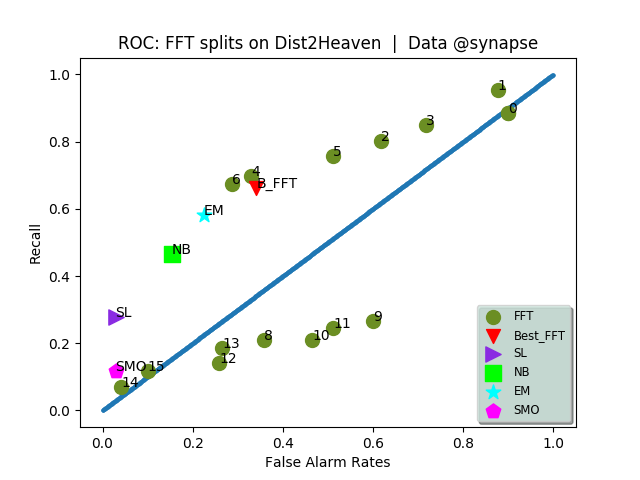 ROC: FFT splits on Dist2Heaven | Data @synapse
Recall
1.0
0.8
0.6
0.4
0.2
0.0
1
0
3
2
5
4
6
B_FFT
EM
NB
SL
9
11
10
8
13
12
SMO
15
14
FFT
Best_FFT
SL
NB
EM
SMO
0.0 0.2 0.4 0.6 0.8 1.0
False Alarm Rates